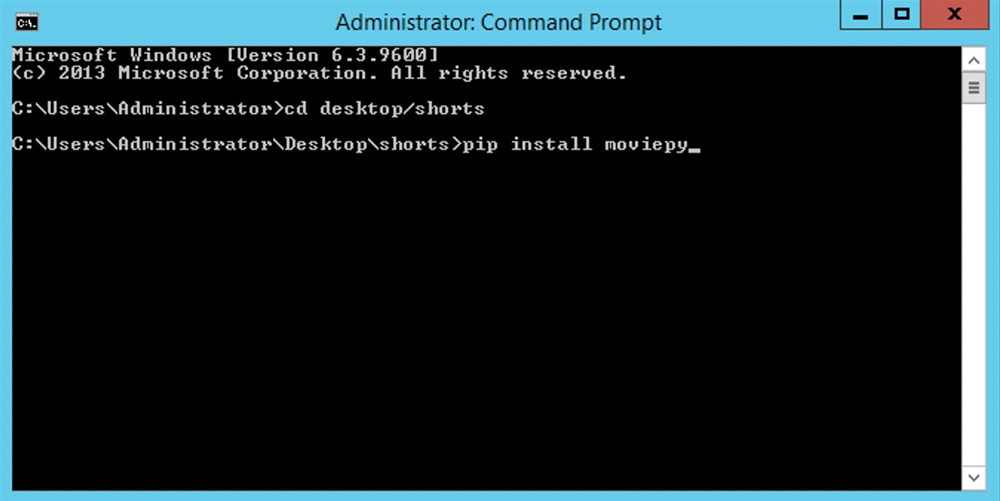 Administrator: Command Prompt
Microsoft Windows [Version 6.3.9600]
(c) 2013 Microsoft Corporation. All rights reserved.
C:\Users\Administrator>cd desktop/shorts
C:\Users\Administrator\Desktop\shorts>pip install moviepy_